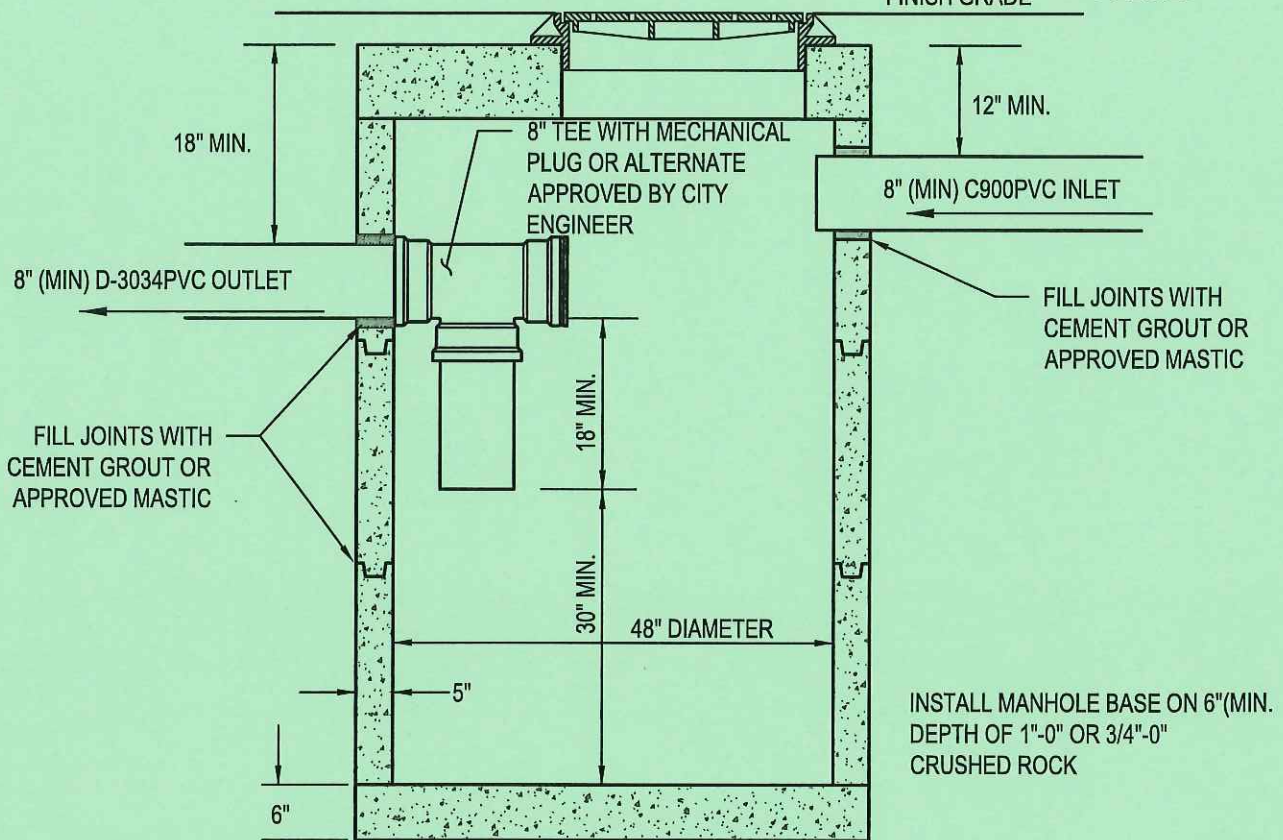 FINISH GRADE
18" MIN.
12" MIN.
8" TEE WITH MECHANICAL
PLUG OR ALTERNATE
APPROVED BY CITY
ENGINEER
8" (MIN) C900PVC INLET
8" (MIN) D-3034PVC OUTLET
FILL JOINTS WITH
CEMENT GROUT OR
APPROVED MASTIC
FILL JOINTS WITH
CEMENT GROUT OR
APPROVED MASTIC
18" MIN.
30" MIN.
48" DIAMETER
5"
6"
INSTALL MANHOLE BASE ON 6"(MIN.
DEPTH OF 1"-0" OR 3/4"-0"
CRUSHED ROCK